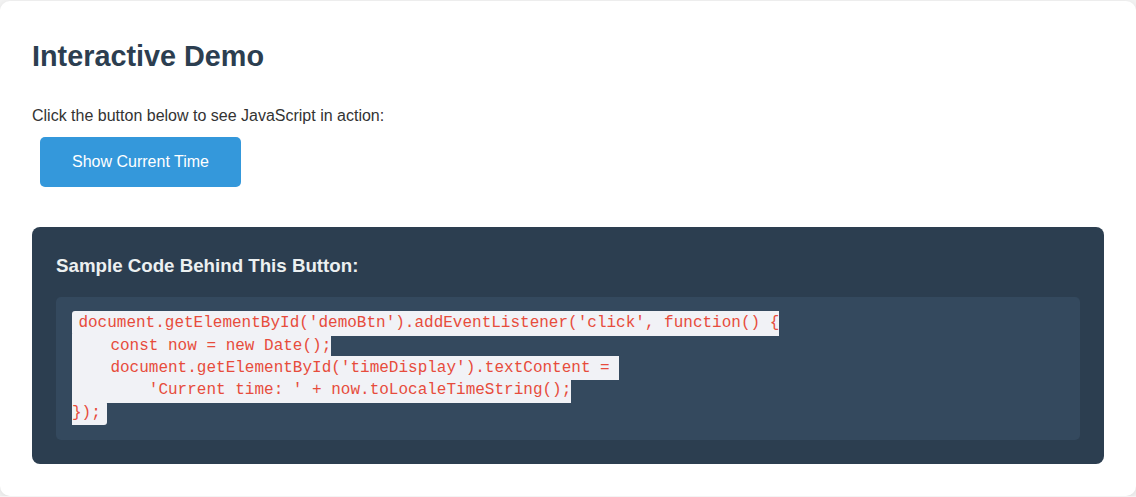 Interactive Demo
Click the button below to see JavaScript in action:
Show Current Time
Sample Code Behind This Button:
document.getElementById('demoBtn').addEventListener('click', function() {
    const now = new Date();
    document.getElementById('timeDisplay').textContent =
        'Current time: ' + now.toLocaleTimeString();
});